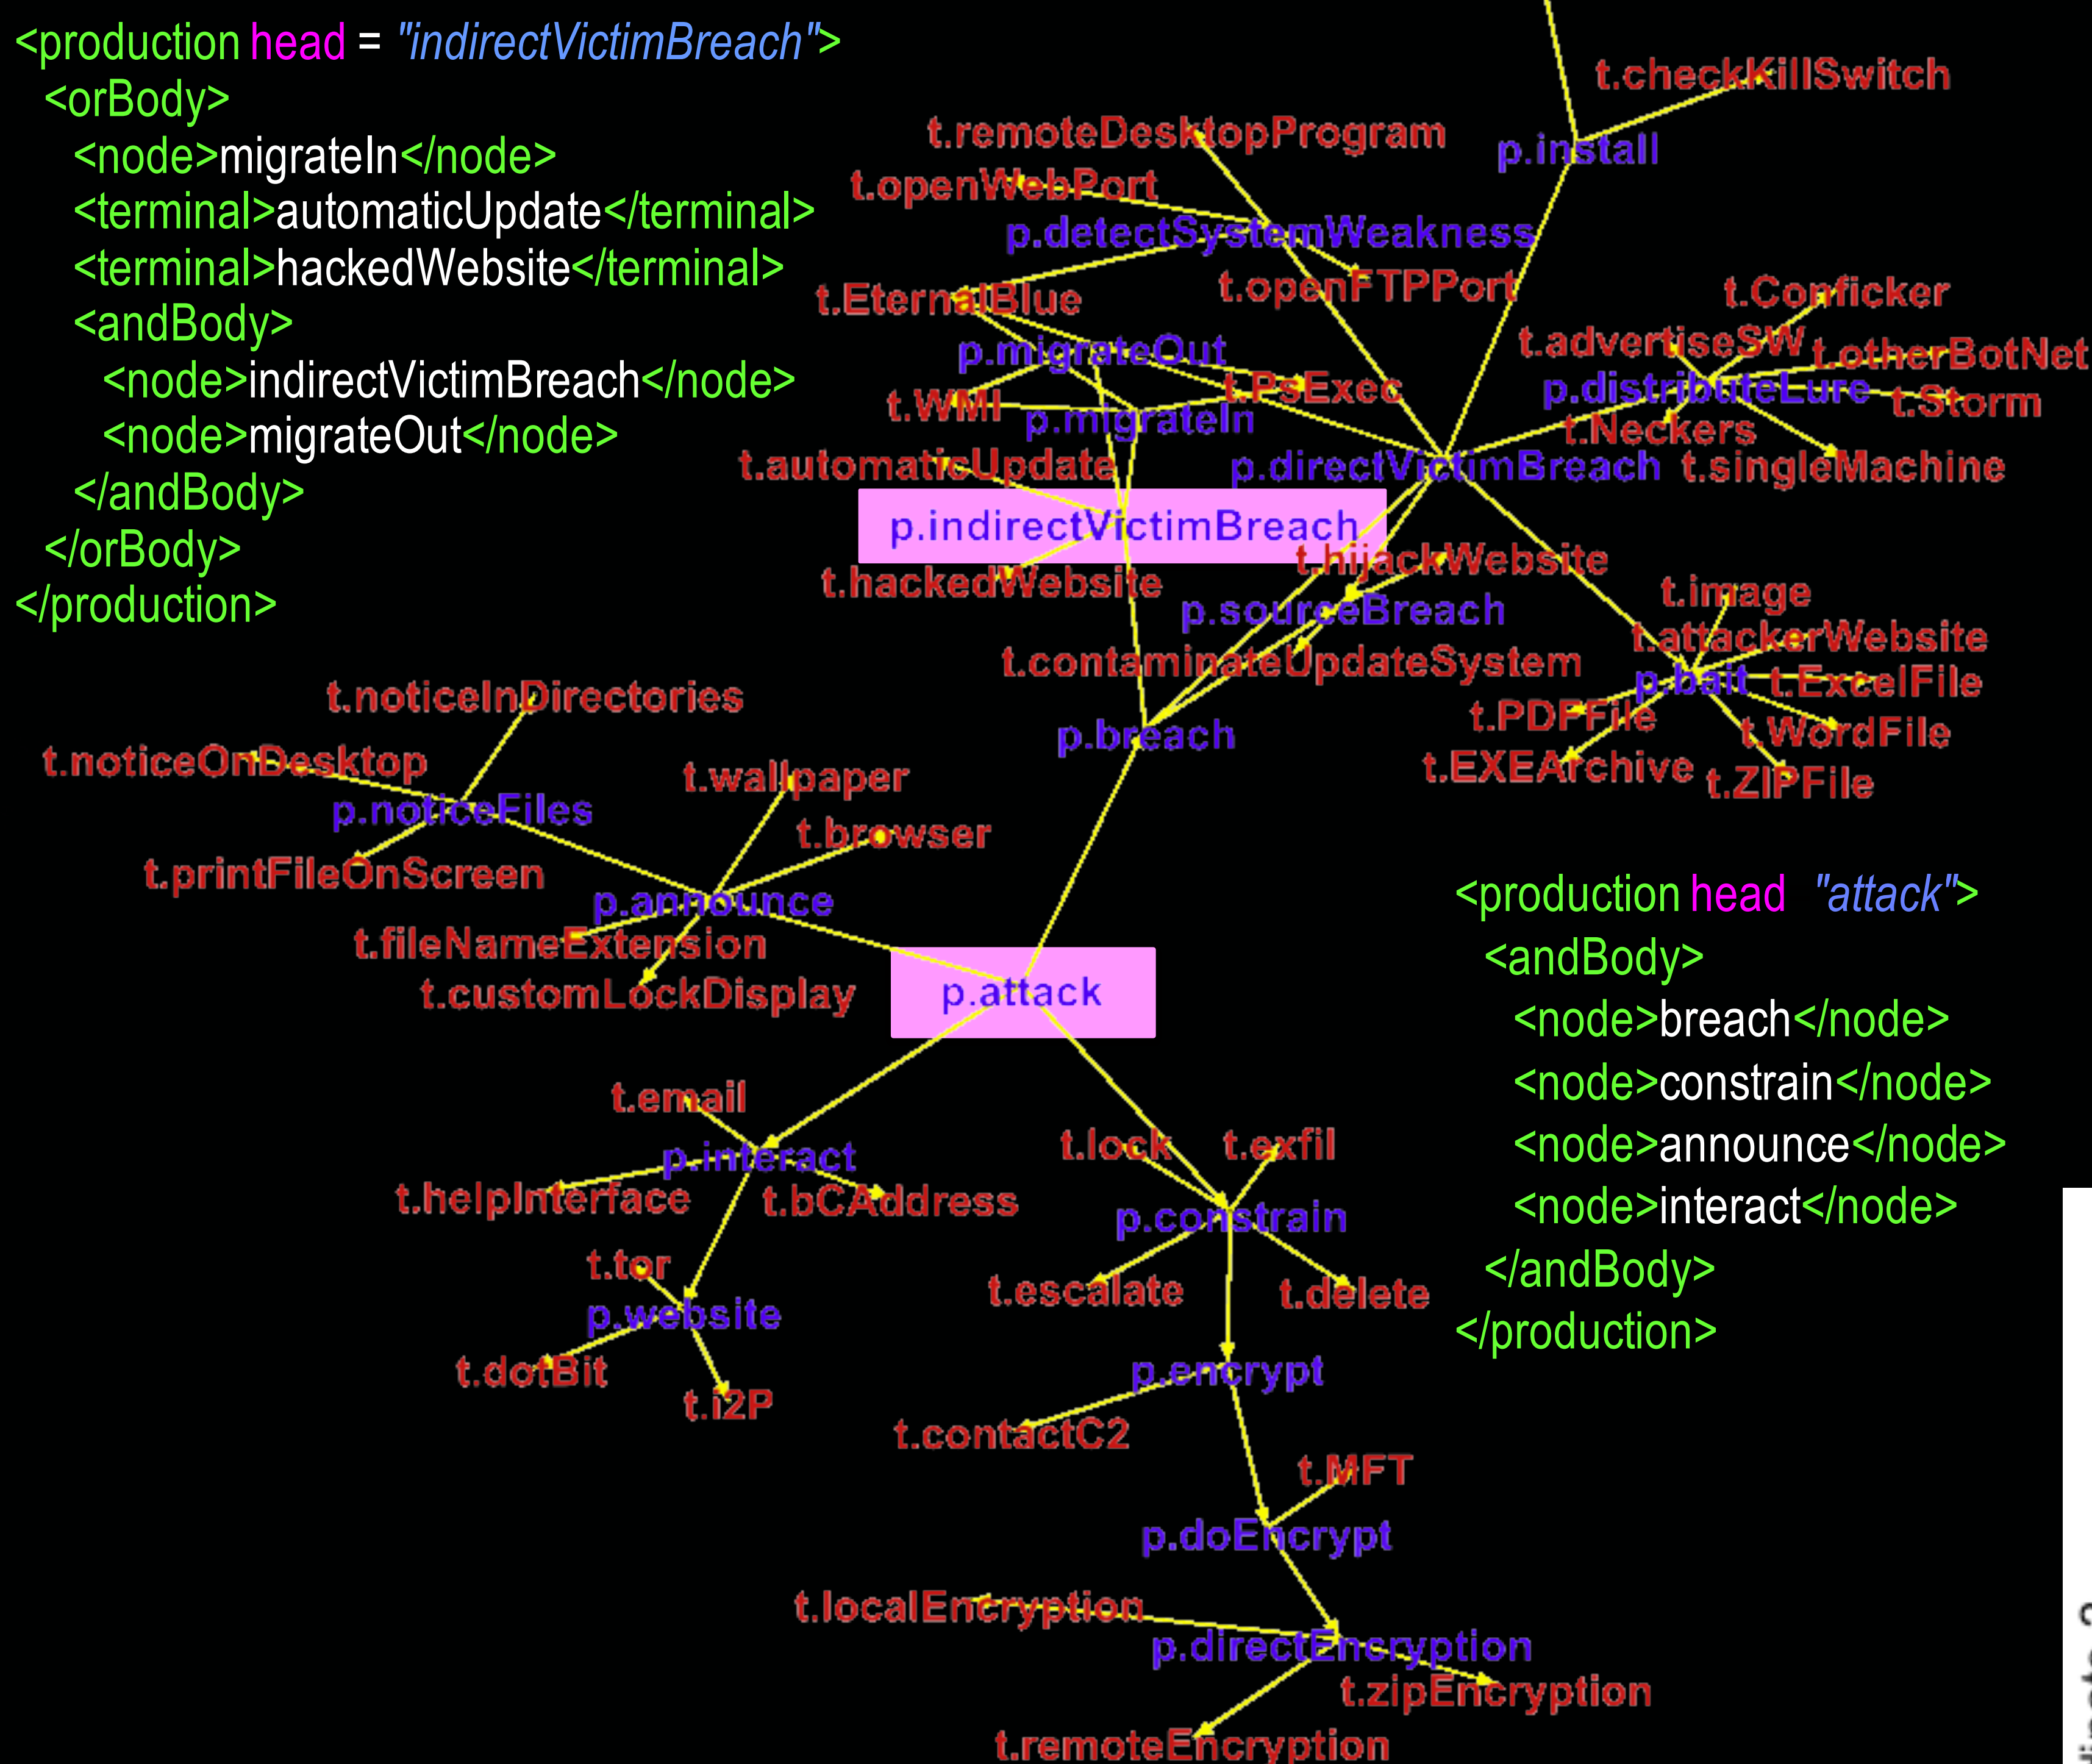 <production head = "indirectVictimBreach">
<orBody>
<node>migrateIn</node>
<terminal>automaticUpdate</terminal>
<terminal>hackedWebsite</terminal>
<andBody>
<node>indirectVictimBreach</node>
<node>migrateOut</node>
</andBody>
</orBody>
</production>
t.checkKillSwitch
t.remoteDesktopProgram
p.install
t.openWebPort
p.detectSystemWeakness
t.openFTPPort
t.EternalBlue
t.Conficker
t.advertiseSW
t.otherBotNet
p.migrateOut
t.PsExec
p.distributeLure
t.WMI
t.Storm
p.migrateIn
t.Neckers
t.automaticUpdate
p.directVictimBreach
t.singleMachine
p.indirectVictimBreach
t.hijackWebsite
t.hackedWebsite
t.image
p.sourceBreach
t.attackerWebsite
t.contaminateUpdateSystem
p.bait
t.ExcelFile
t.noticeInDirectories
t.PDFFile
t.WordFile
p.breach
t.noticeOnDesktop
t.wallpaper
t.EXEArchive
t.ZIPFile
p.noticeFiles
t.browser
t.printFileOnScreen
p.announce
t.fileNameExtension
t.customLockDisplay
p.attack
<production head "attack">
<andBody>
<node>breach</node>
<node>constrain</node>
<node>announce</node>
<node>interact</node>
</andBody>
</production>
t.email
t.lock
t.exfil
p.interact
t.helpInterface
t.bCAddress
p.constrain
t.tor
t.escalate
t.delete
p.website
t.dotBit
p.encrypt
t.i2P
t.contactC2
t.MFT
p.doEncrypt
t.localEncryption
p.directEncryption
t.zipEncryption
t.remoteEncryption